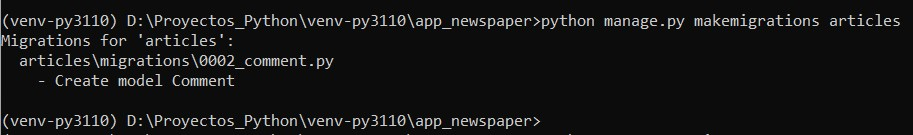 (venv-py3110) D:\Proyectos_Python\venv-py3110\app_newspaper>python manage.py makemigrations articles
Migrations for 'articles':
  articles\migrations\0002_comment.py
    - Create model Comment
(venv-py3110) D:\Proyectos_Python\venv-py3110\app_newspaper>